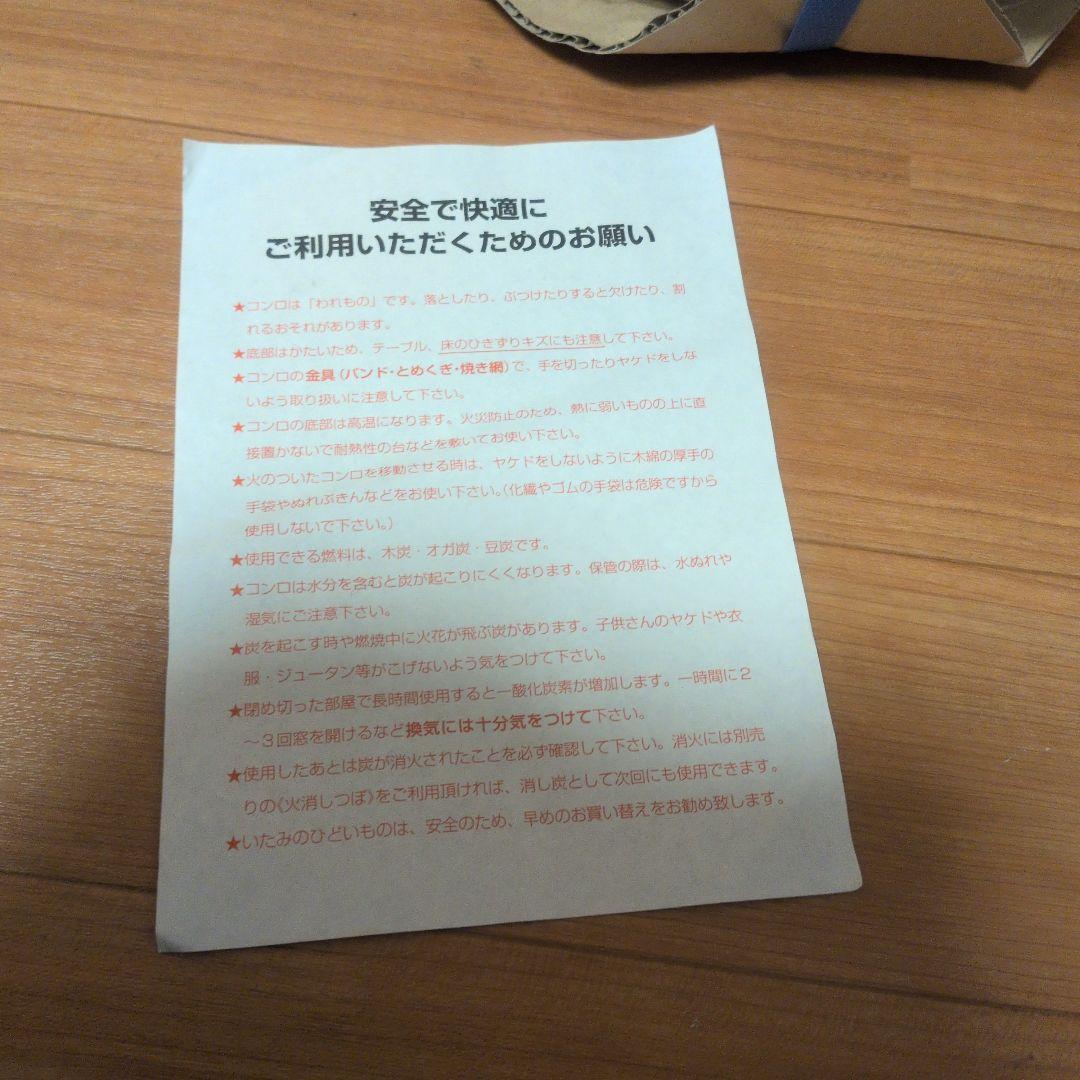 安全で快適に
ご利用いただくためのお願い
★コンロは「われもの」です。落としたり、ぶつけたりすると欠けたり、割
れるおそれがあります。
★底部はかたいため、テーブル、床のひきずりキズにも注意して下さい。
★コンロの金具(バンド・とめくぎ・焼き網)で、手を切ったりヤケドをしな
いよう取り扱いに注意して下さい。
★コンロの底部は高温になります。火災防止のため、熱に弱いものの上に直
接置かないで耐熱性の台などを敷いてお使い下さい。
★火のついたコンロを移動させる時は、ヤケドをしないように木綿の厚手の
手袋やぬれぶきんなどをお使い下さい。(化繊やゴムの手袋は危険ですから
使用しないで下さい。)
★使用できる燃料は、木炭・オガ炭・豆炭です。
★コンロは水分を含むと炭が起こりにくくなります。保管の際は、水ぬれや
湿気にご注意下さい。
★炭を起こす時や燃焼中に火花が飛ぶ炭があります。子供さんのヤケドや衣
服・ジュータン等がこげないよう気をつけて下さい。
★閉め切った部屋で長時間使用すると一酸化炭素が増加します。一時間に2
～3回窓を開けるなど換気には十分気をつけて下さい。
★使用したあとは炭が消火されたことを必ず確認して下さい。消火には別売
りの《火消しつぼ》をご利用頂ければ、消し炭として次回にも使用できます。
★いたみのひどいものは、安全のため、早めのお買い替えをお勧め致します。